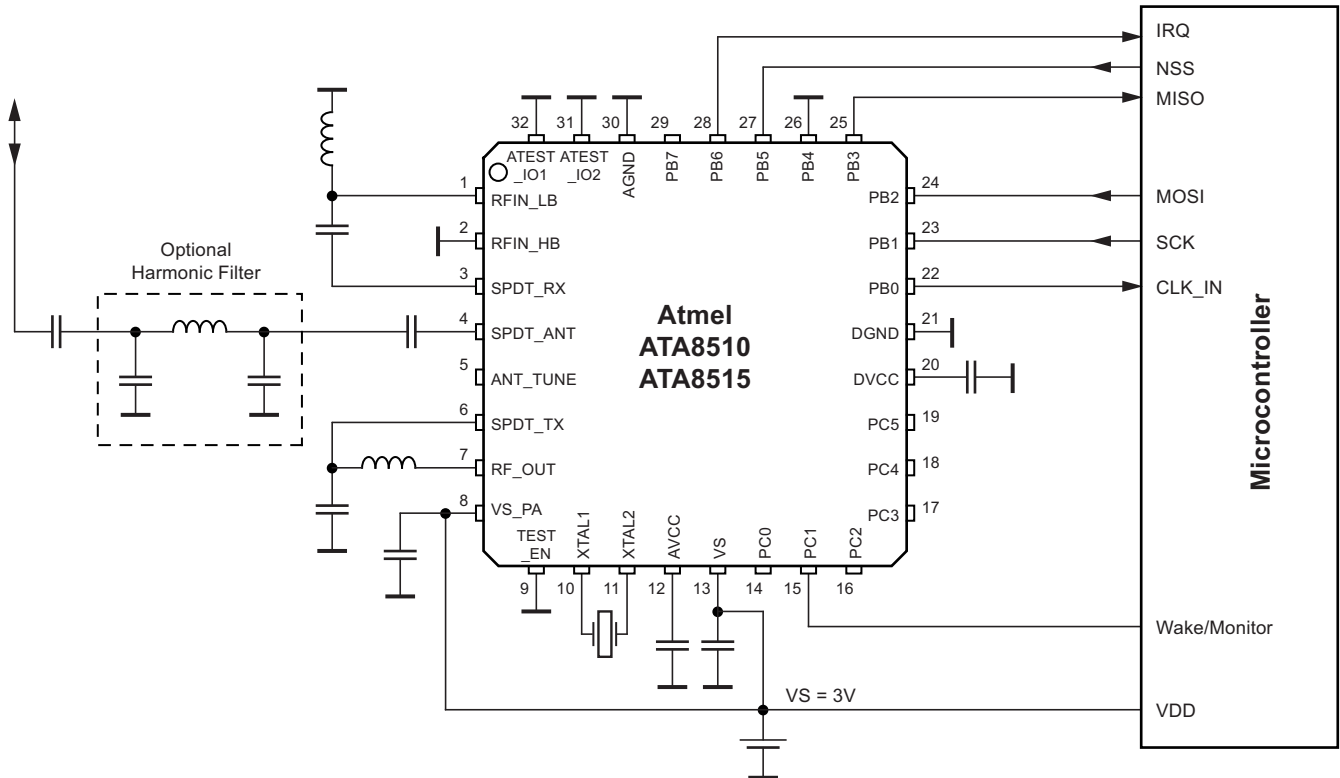 IRQ
NSS
MISO
MOSI
SCK
CLK_IN
Microcontroller
Wake/Monitor
VDD
32
31
30
29
28
27
26
25
ATEST
_IO1
ATEST
_IO2
AGND
PB7
PB6
PB5
PB4
PB3
1
RFIN_LB
2
RFIN_HB
3
SPDT_RX
4
SPDT_ANT
5
ANT_TUNE
6
SPDT_TX
7
RF_OUT
8
VS_PA
Optional
Harmonic Filter
Atmel
ATA8510
ATA8515
PB2
24
PB1
23
PB0
22
DGND
21
DVCC
20
PC5
19
PC4
18
PC3
17
TEST
_EN
XTAL1
XTAL2
AVCC
VS
PC0
PC1
PC2
9
10
11
12
13
14
15
16
VS = 3V